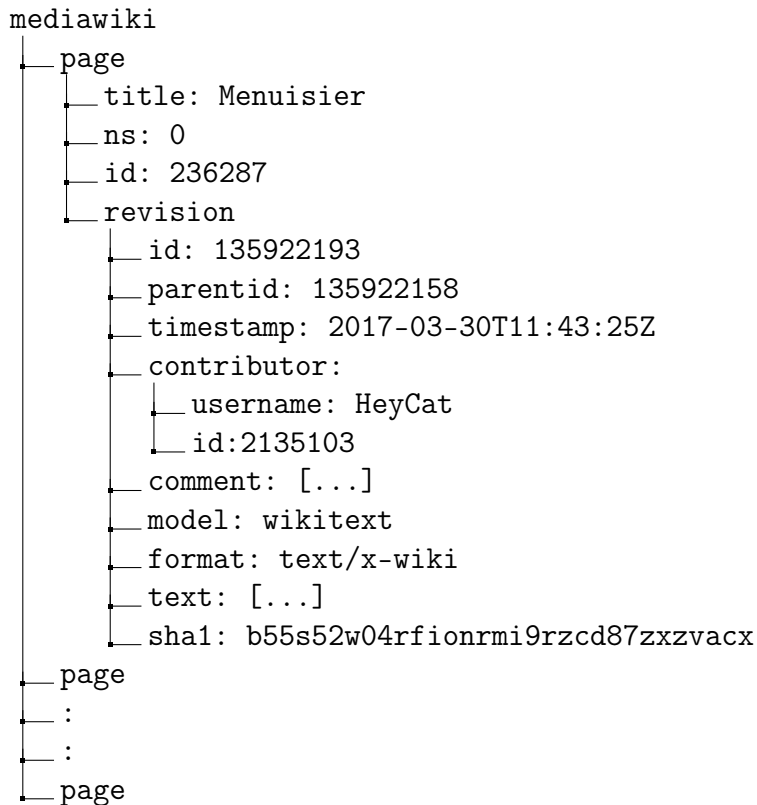 mediawiki
page
title: Menuisier
ns: 0
id: 236287
revision
id: 135922193
parentid: 135922158
timestamp: 2017-03-30T11:43:25Z
contributor:
username: HeyCat
id:2135103
comment: [...]
model: wikitext
format: text/x-wiki
text: [...]
sha1: b55s52w04rfionrmi9rzcd87zxzvacx
page
:
:
page